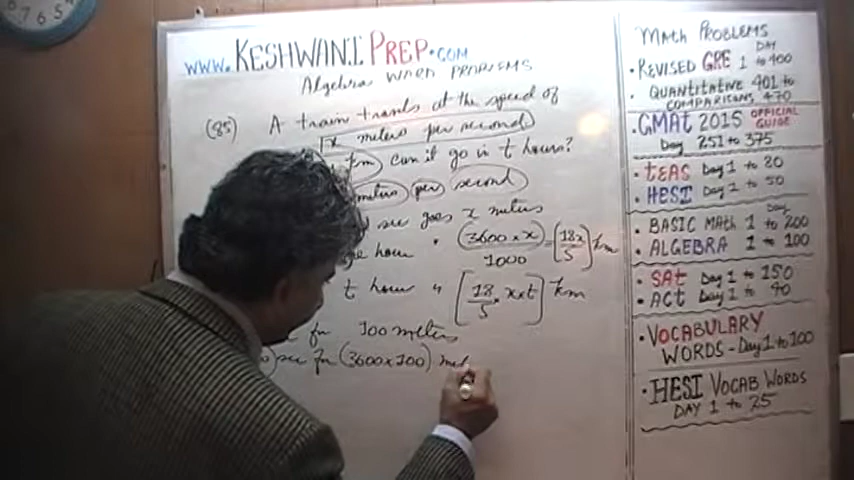 7 6 5
www.KESHWANI PREP.com
Algebra WORD PROBLEMS
(85) A train travels at the speed of
x meters per second
km can it go in t hours?
meters per second
sec goes x meters
hour " (3600 × x)/1000 = (18x/5) km
t hours " [18/5 × x × t] km
for 100 meters
sec for (3600×100) met
MATH PROBLEMS
DAY
• REVISED GRE 1 to 400
• QUANTITATIVE 401 to
COMPARISONS 470
• GMAT 2015 OFFICIAL GUIDE
Day 251 to 375
• TEAS Day 1 to 20
• HESI Day 1 to 50
Day
• BASIC MATH 1 to 200
• ALGEBRA 1 to 100
• SAT Day 1 to 150
• ACT Day 1 to 90
• VOCABULARY
WORDS - Day 1 to 100
• HESI VOCAB WORDS
DAY 1 to 25